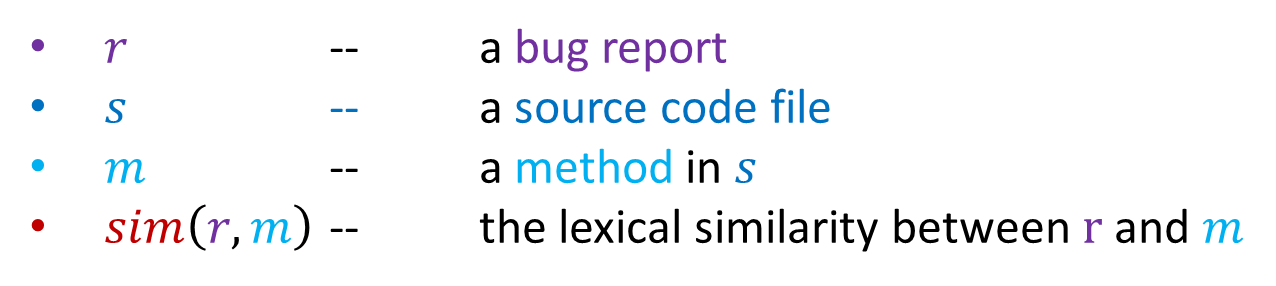 • r -- a bug report
• s -- a source code file
• m -- a method in s
• sim(r, m) -- the lexical similarity between r and m